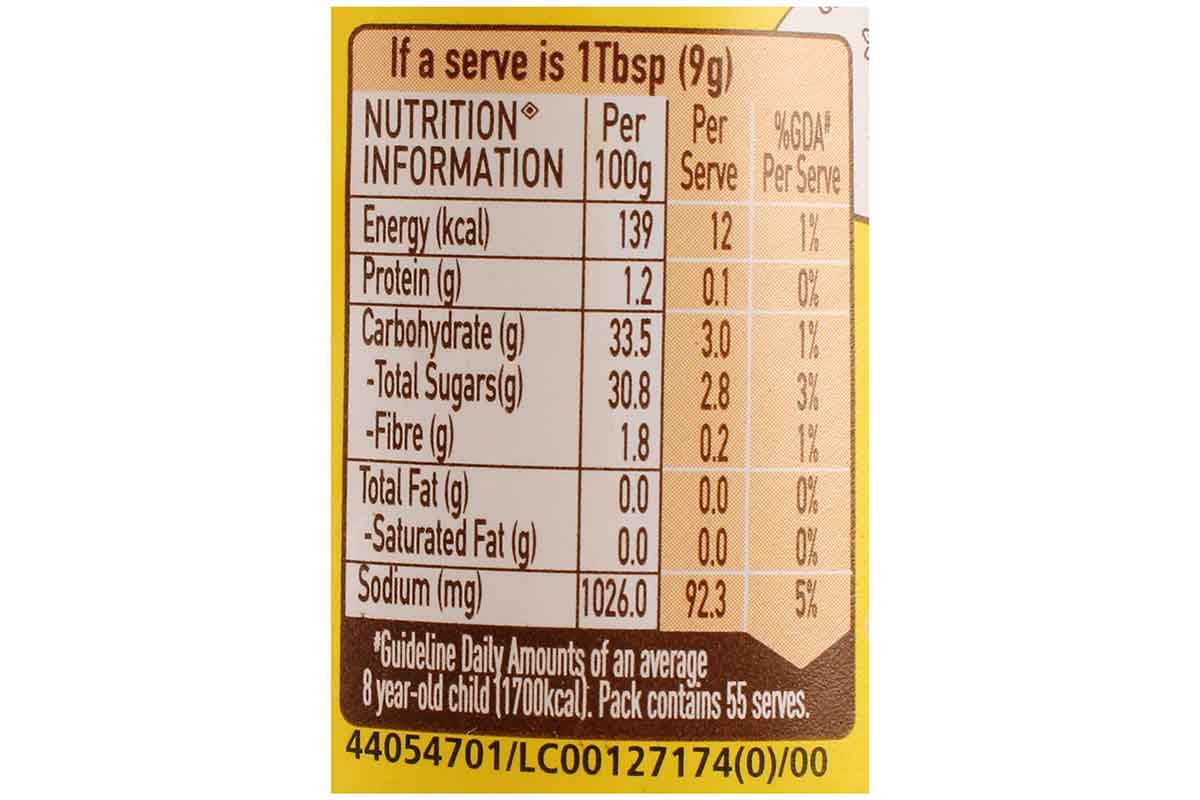 If a serve is 1Tbsp (9g)
NUTRITION INFORMATION Per 100g Per Serve %GDA# Per Serve
Energy (kcal) 139 12 1%
Protein (g) 1.2 0.1 0%
Carbohydrate (g) 33.5 3.0 1%
-Total Sugars(g) 30.8 2.8 3%
-Fibre (g) 1.8 0.2 1%
Total Fat (g) 0.0 0.0 0%
-Saturated Fat (g) 0.0 0.0 0%
Sodium (mg) 1026.0 92.3 5%
#Guideline Daily Amounts of an average
8 year-old child (1700kcal). Pack contains 55 serves.
44054701/LC00127174(0)/00